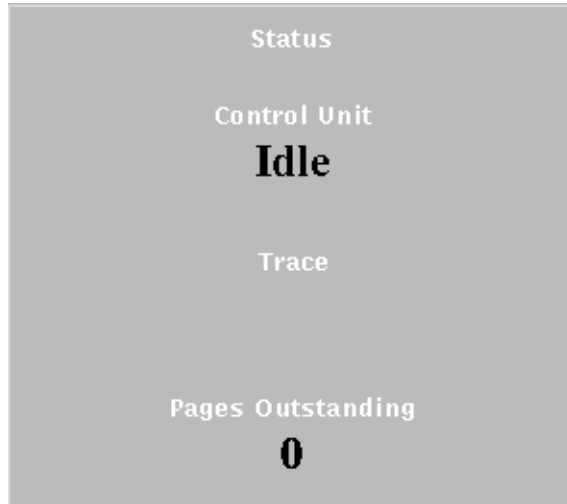 Status
Control Unit
Idle
Trace
Pages Outstanding
0